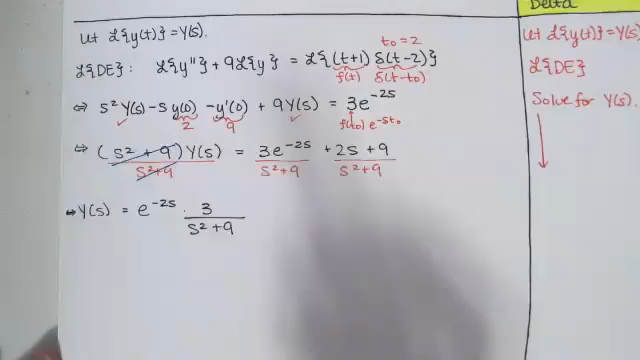 Let ℒ{y(t)} = Y(s).
t₀ = 2
ℒ{DE}: ℒ{y''} + 9ℒ{y} = ℒ{(t+1) δ(t-2)}
f(t) δ(t-t₀)
⇔ s²Y(s) - sy(0) - y'(0) + 9Y(s) = 3e^{-2s}
2 9 f(t₀)e^{-st₀}
⇔ (s² + 9)Y(s) = 3e^{-2s} + 2s + 9
s²+9 s²+9 s²+9
⇔ Y(s) = e^{-2s} · 3
s² + 9
Delta
Let ℒ{y(t)} = Y(s)
ℒ{DE}
Solve for Y(s).